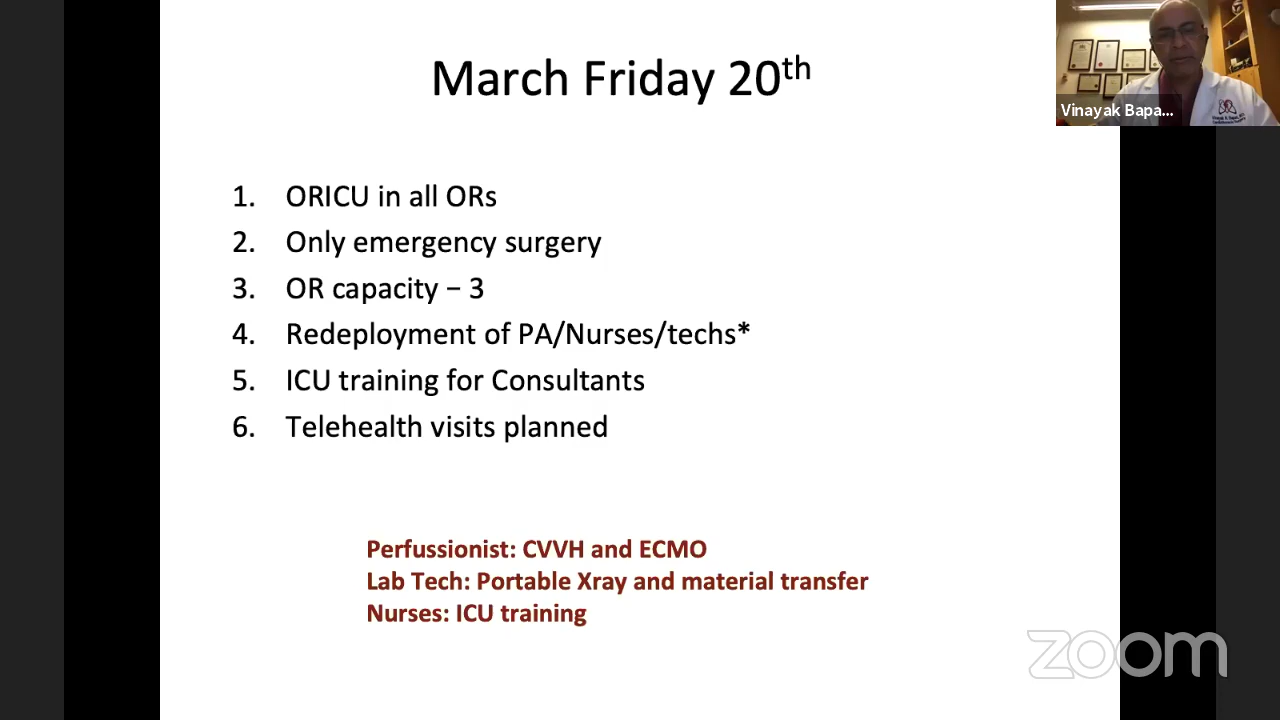 March Friday 20th
Vinayak Bapa...
1. ORICU in all ORs
2. Only emergency surgery
3. OR capacity – 3
4. Redeployment of PA/Nurses/techs*
5. ICU training for Consultants
6. Telehealth visits planned
Perfussionist: CVVH and ECMO
Lab Tech: Portable Xray and material transfer
Nurses: ICU training
zoom